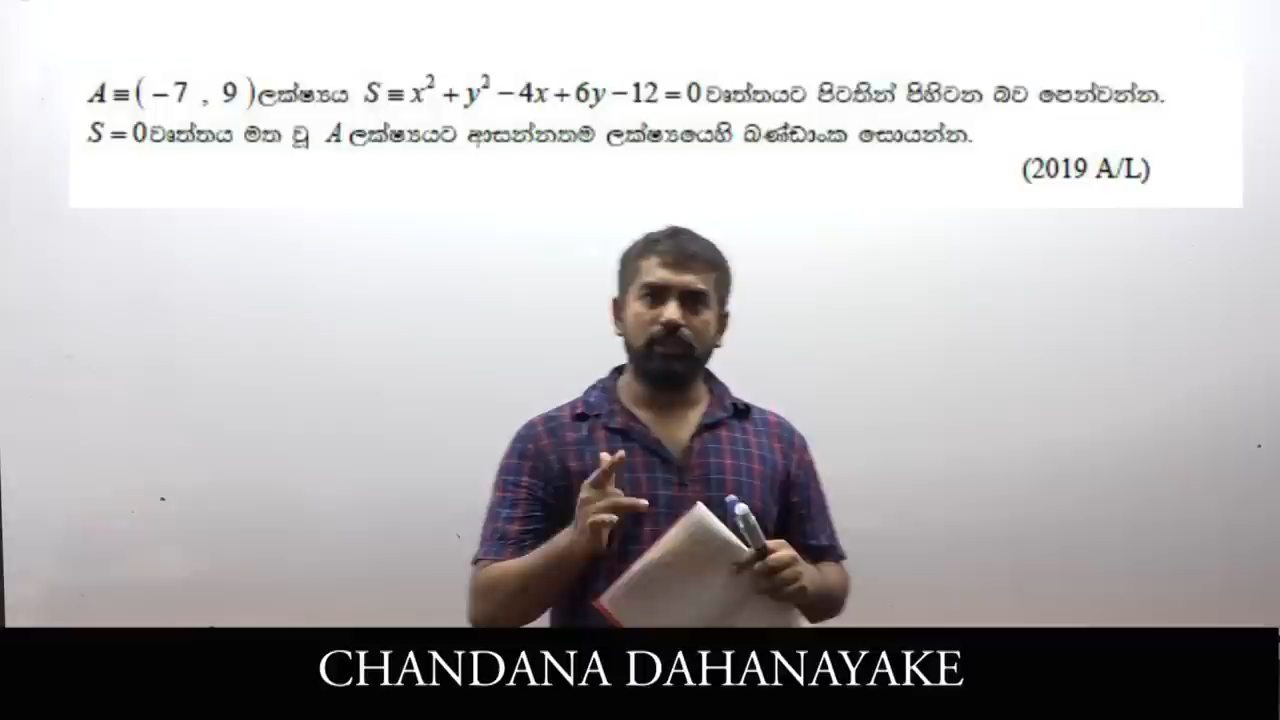 A ≡ ( −7 , 9 ) ලක්ෂ්‍යය S ≡ x² + y² − 4x + 6y − 12 = 0 වෘත්තයට පිටතින් පිහිටන බව පෙන්වන්න.
S = 0 වෘත්තය මත වූ A ලක්ෂ්‍යයට ආසන්නතම ලක්ෂ්‍යයෙහි ඛණ්ඩාංක සොයන්න.
(2019 A/L)
CHANDANA DAHANAYAKE